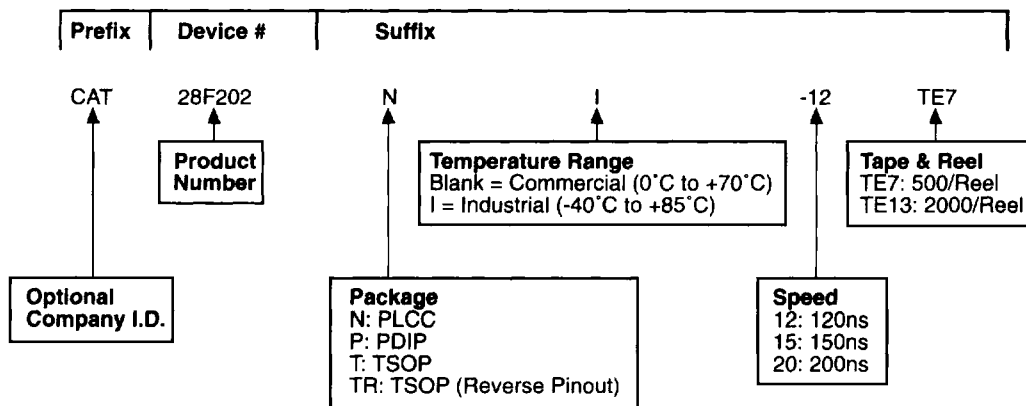 Prefix Device # Suffix
CAT 28F202 N I -12 TE7
Product
Number
Temperature Range
Blank = Commercial (0˚C to +70˚C)
I = Industrial (-40˚C to +85˚C)
Tape & Reel
TE7: 500/Reel
TE13: 2000/Reel
Optional
Company I.D.
Package
N: PLCC
P: PDIP
T: TSOP
TR: TSOP (Reverse Pinout)
Speed
12: 120ns
15: 150ns
20: 200ns